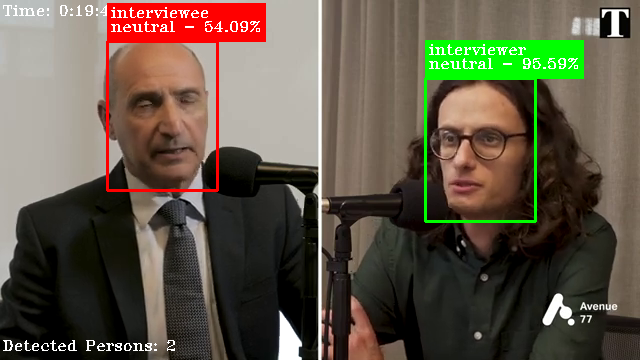 Time: 0:19:4
interviewee
neutral - 54.09%
T
interviewer
neutral - 95.59%
Avenue
77
Detected Persons: 2